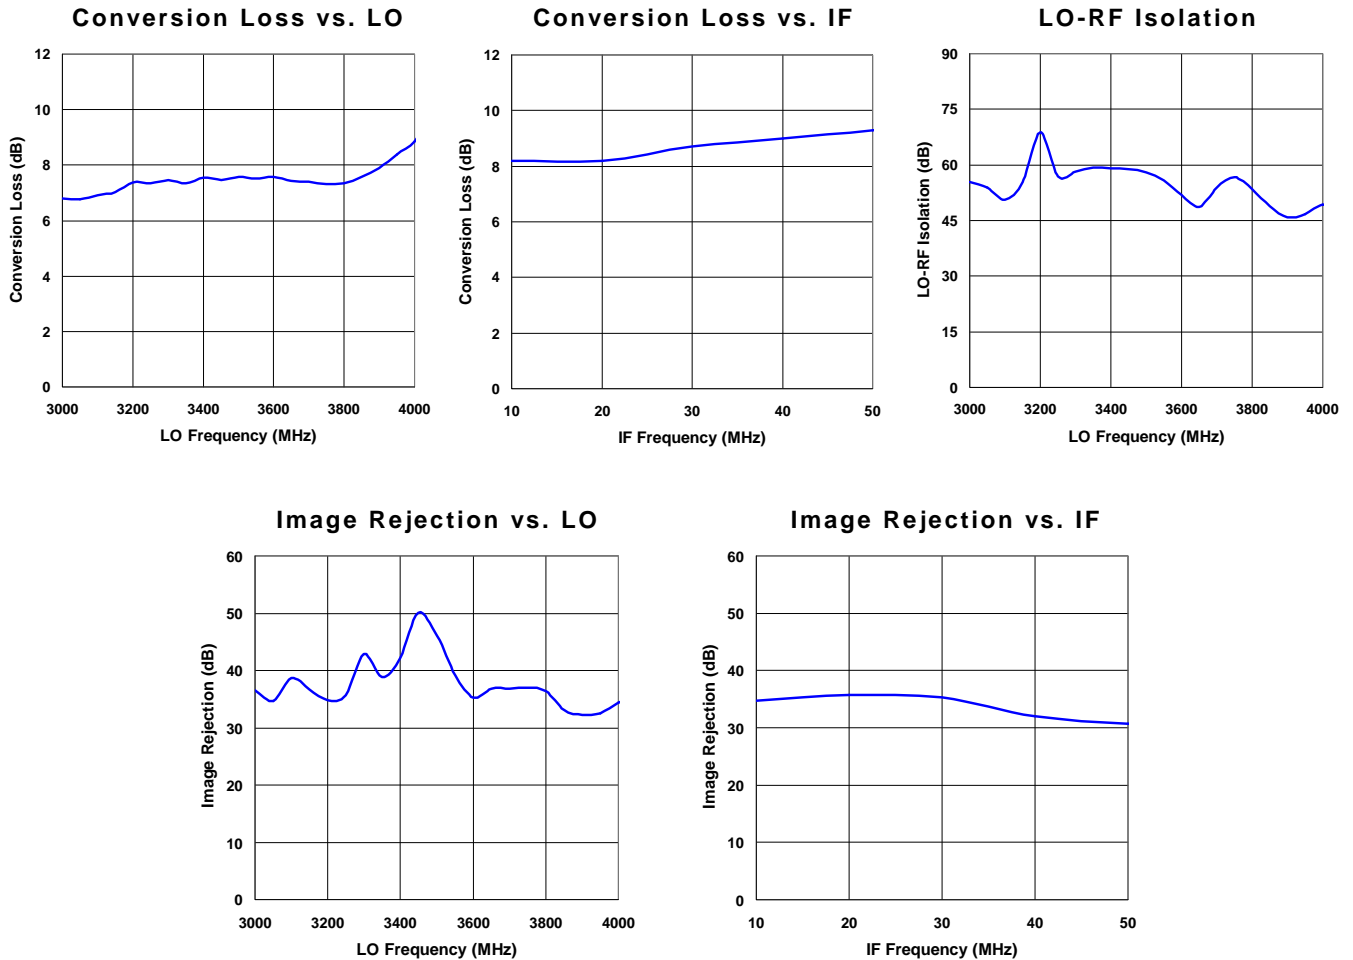 Conversion Loss vs. LO
12
10
8
6
4
2
0
Conversion Loss (dB)
3000 3200 3400 3600 3800 4000
LO Frequency (MHz)
Conversion Loss vs. IF
12
10
8
6
4
2
0
Conversion Loss (dB)
10 20 30 40 50
IF Frequency (MHz)
LO-RF Isolation
90
75
60
45
30
15
0
LO-RF Isolation (dB)
3000 3200 3400 3600 3800 4000
LO Frequency (MHz)
Image Rejection vs. LO
60
50
40
30
20
10
0
Image Rejection (dB)
3000 3200 3400 3600 3800 4000
LO Frequency (MHz)
Image Rejection vs. IF
60
50
40
30
20
10
0
Image Rejection (dB)
10 20 30 40 50
IF Frequency (MHz)